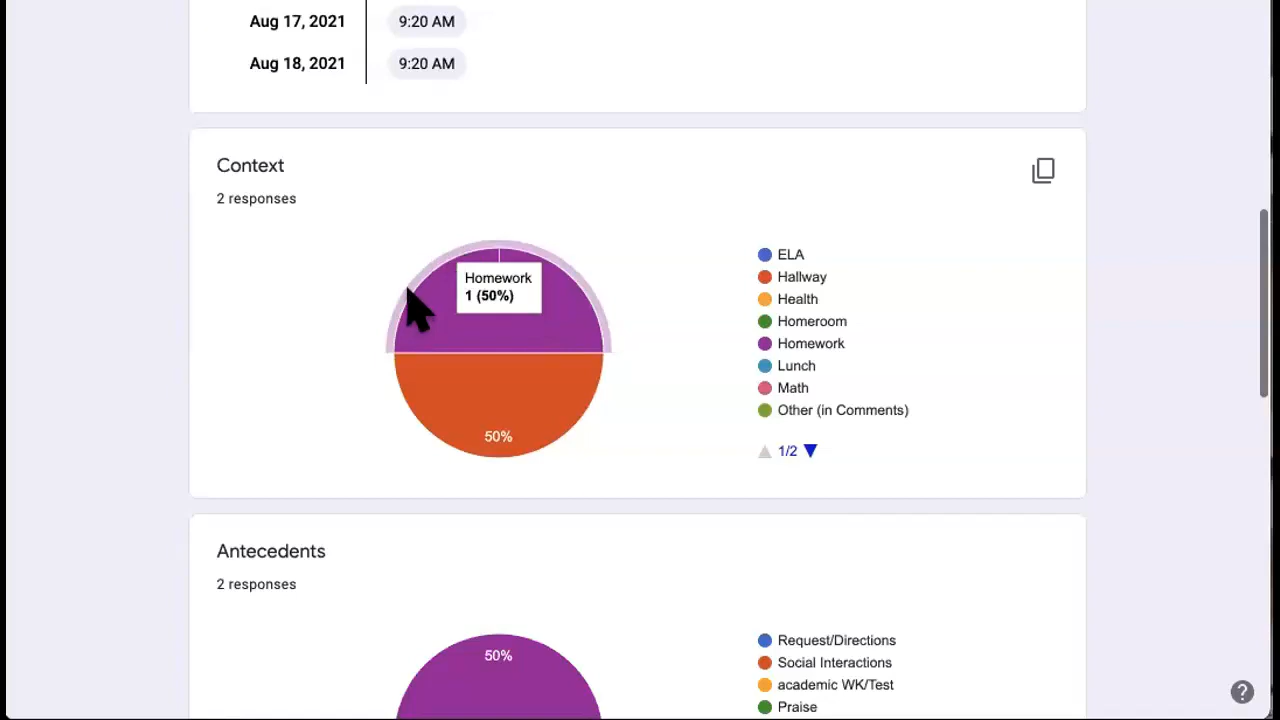 Aug 17, 2021 9:20 AM
Aug 18, 2021 9:20 AM
Context
2 responses
Homework
1 (50%)
50%
ELA
Hallway
Health
Homeroom
Homework
Lunch
Math
Other (in Comments)
1/2
Antecedents
2 responses
50%
Request/Directions
Social Interactions
academic WK/Test
Praise
?